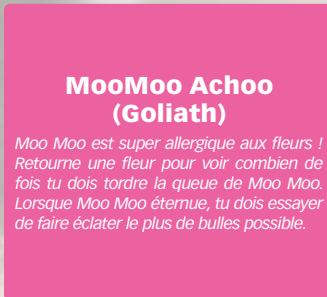 MooMoo Achoo
(Goliath)
Moo Moo est super allergique aux fleurs !
Retourne une fleur pour voir combien de
fois tu dois tordre la queue de Moo Moo.
Lorsque Moo Moo éternue, tu dois essayer
de faire éclater le plus de bulles possible.